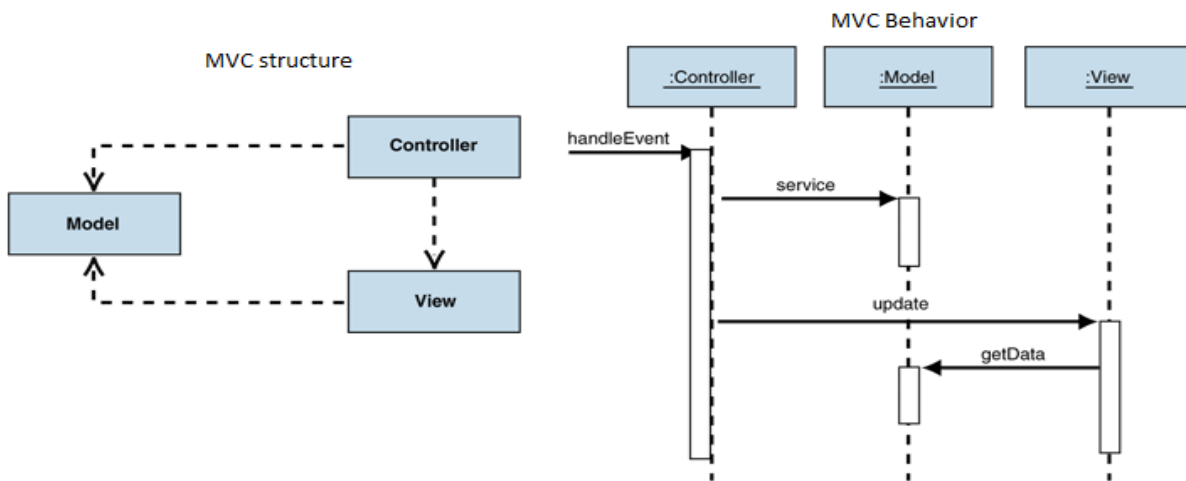 MVC structure
Controller
Model
View
MVC Behavior
:Controller
:Model
:View
handleEvent
service
update
getData